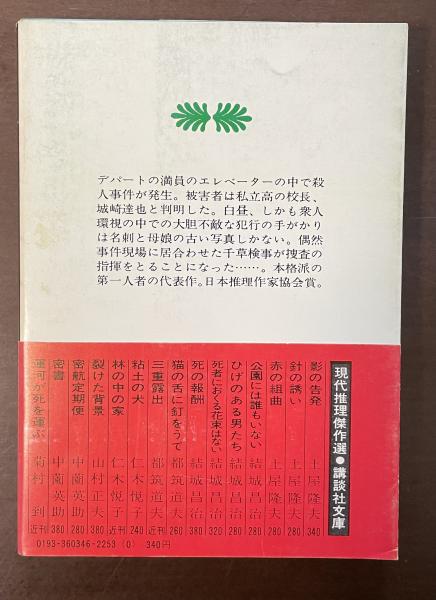 デパートの満員のエレベーターの中で殺
人事件が発生。被害者は私立高の校長、
城崎達也と判明した。白昼、しかも衆人
環視の中での大胆不敵な犯行の手がかり
は名刺と母娘の古い写真しかない。偶然
事件現場に居合わせた千草検事が捜査の
指揮をとることになった……。本格派の
第一人者の代表作。日本推理作家協会賞。
現代推理傑作選●講談社文庫
影の告発 土屋隆夫 340
針の誘い 土屋隆夫 280
赤の組曲 土屋隆夫 280
公園には誰もいない 結城昌治 280
ひげのある男たち 結城昌治 280
死者におくる花束はない 結城昌治 320
死の報酬 結城昌治 380
猫の舌に釘をうて 都筑道夫 260
三重露出 都筑道夫 近刊
粘土の犬 仁木悦子 240
林の中の家 仁木悦子 近刊
裂けた背景 山村正夫 380
密航定期便 中薗英助 280
密書 中薗英助 380
運河が死を運ぶ 菊村到 近刊
0193-360346-2253 (0) 340円